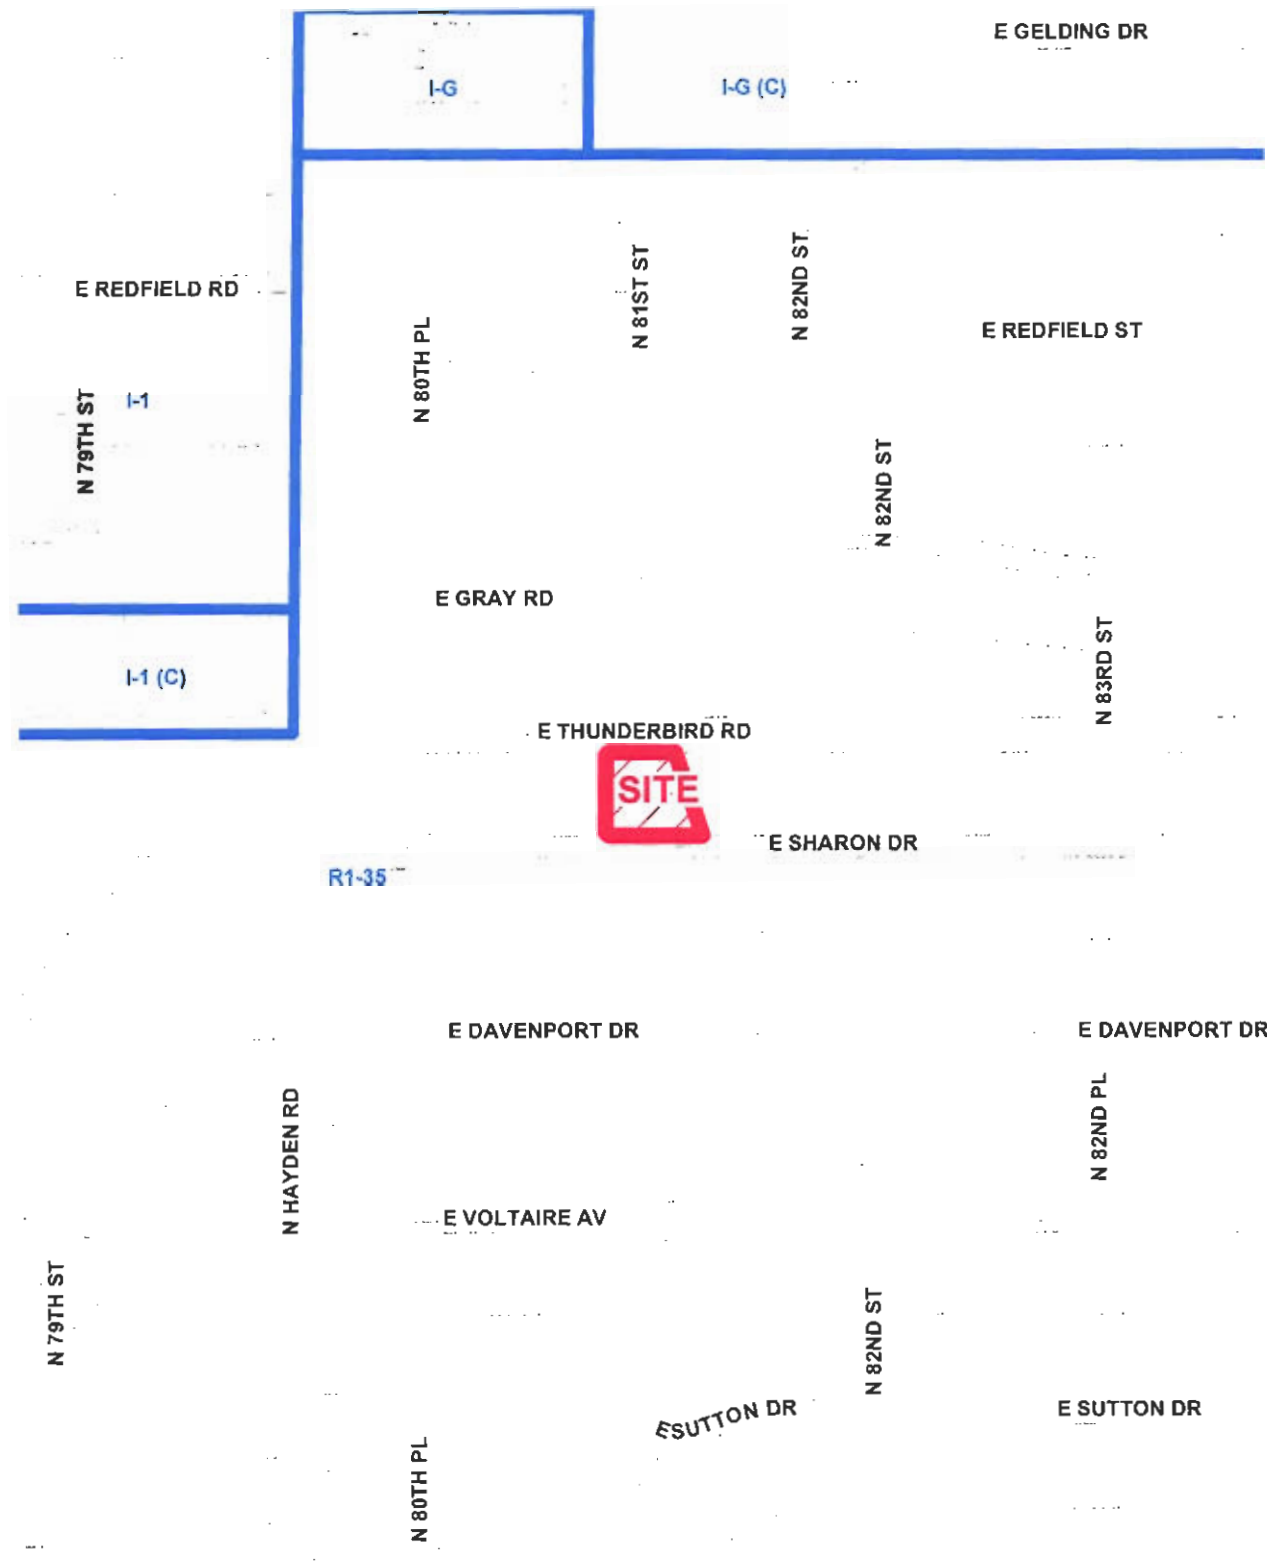 E GELDING DR
I-G
I-G (C)
N 81ST ST
N 82ND ST
E REDFIELD RD
E REDFIELD ST
N 80TH PL
I-1
N 79TH ST
N 82ND ST
E GRAY RD
N 83RD ST
I-1 (C)
E THUNDERBIRD RD
SITE
E SHARON DR
R1-35
E DAVENPORT DR
E DAVENPORT DR
N 82ND PL
N HAYDEN RD
E VOLTAIRE AV
N 79TH ST
N 82ND ST
E SUTTON DR
E SUTTON DR
N 80TH PL